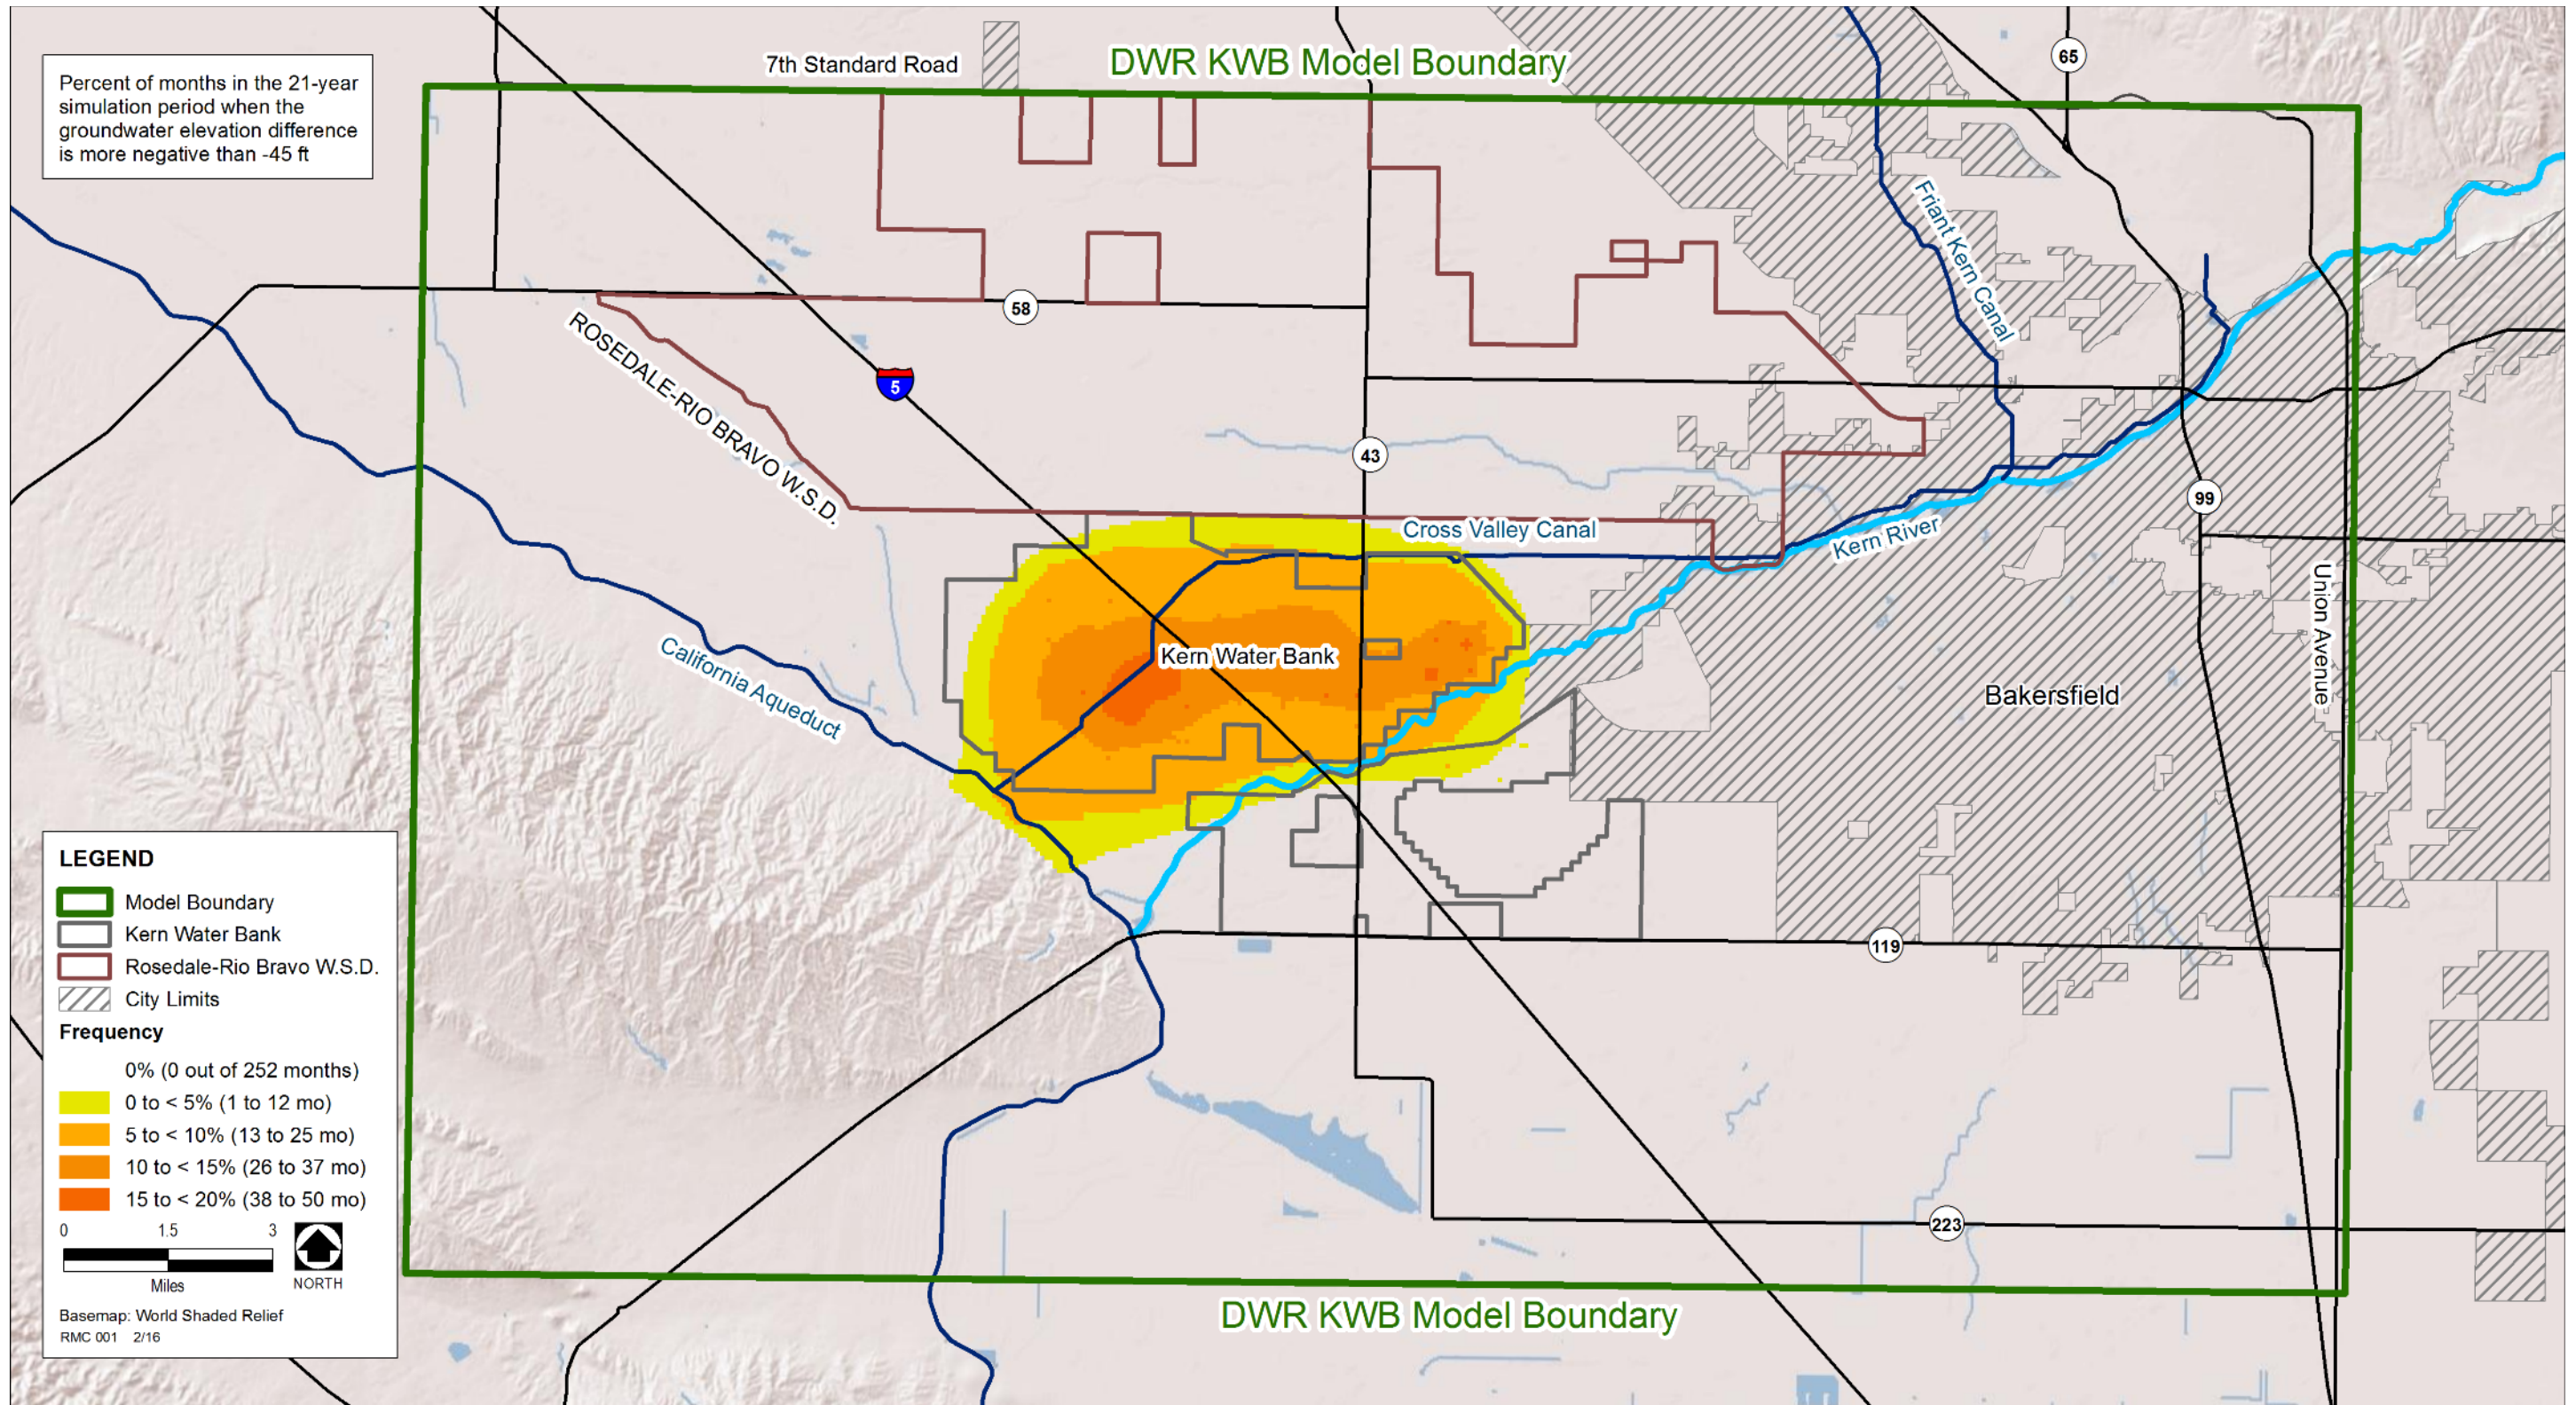 Percent of months in the 21-year
simulation period when the
groundwater elevation difference
is more negative than -45 ft
7th Standard Road
DWR KWB Model Boundary
65
Friant Kern Canal
58
ROSEDALE-RIO BRAVO W.S.D.
5
43
99
Cross Valley Canal
Kern River
Union Avenue
California Aqueduct
Kern Water Bank
Bakersfield
119
223
DWR KWB Model Boundary
LEGEND
Model Boundary
Kern Water Bank
Rosedale-Rio Bravo W.S.D.
City Limits
Frequency
0% (0 out of 252 months)
0 to < 5% (1 to 12 mo)
5 to < 10% (13 to 25 mo)
10 to < 15% (26 to 37 mo)
15 to < 20% (38 to 50 mo)
0 1.5 3
Miles
NORTH
Basemap: World Shaded Relief
RMC 001 2/16